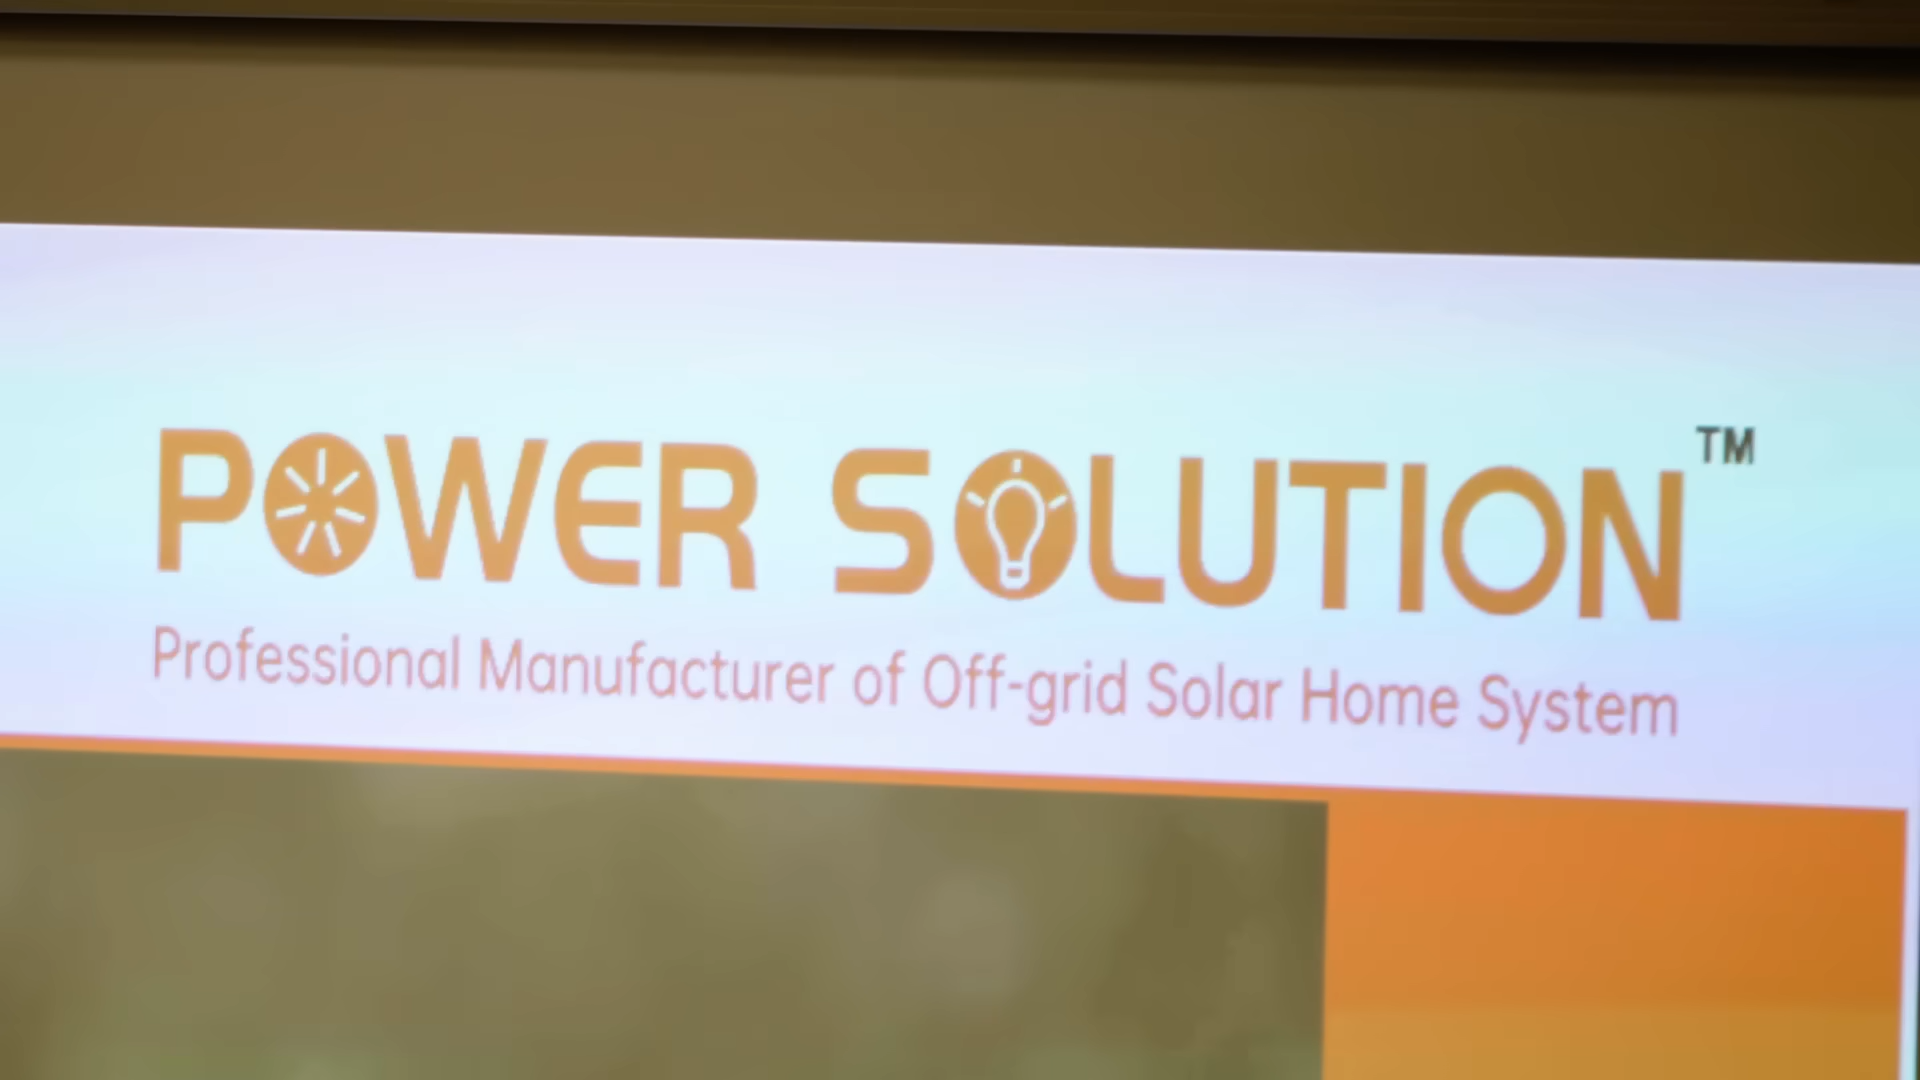 POWER SOLUTION™
Professional Manufacturer of Off-grid Solar Home System